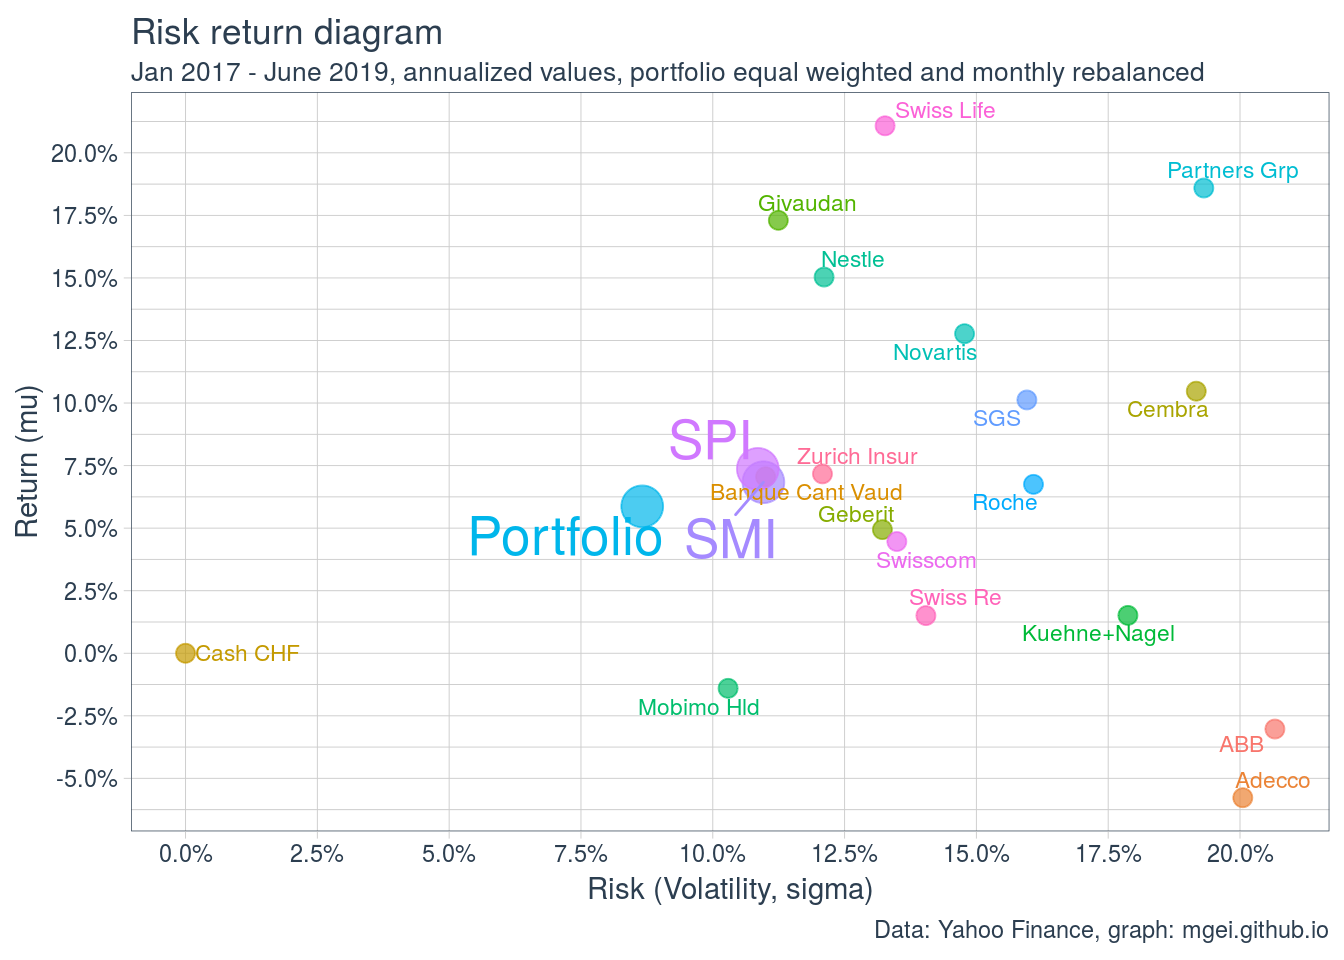 Risk return diagram
Jan 2017 - June 2019, annualized values, portfolio equal weighted and monthly rebalanced
Swiss Life
20.0%
Partners Grp
Givaudan
17.5%
Nestle
15.0%
12.5%
Novartis
10.0%
Cembra
SGS
SPI
Zurich Insur
7.5%
Banque Cant Vaud
Roche
Geberit
5.0%
Portfolio
SMI
Swisscom
Return (mu)
2.5%
Swiss Re
Kuehne+Nagel
0.0%
Cash CHF
Mobimo Hld
-2.5%
ABB
-5.0%
Adecco
0.0% 2.5% 5.0% 7.5% 10.0% 12.5% 15.0% 17.5% 20.0%
Risk (Volatility, sigma)
Data: Yahoo Finance, graph: mgei.github.io